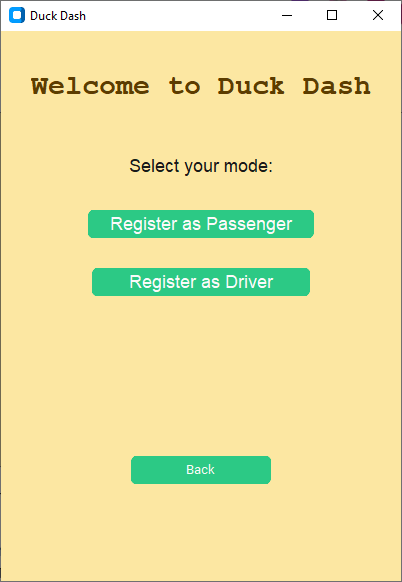 Duck Dash
Welcome to Duck Dash
Select your mode:
Register as Passenger
Register as Driver
Back